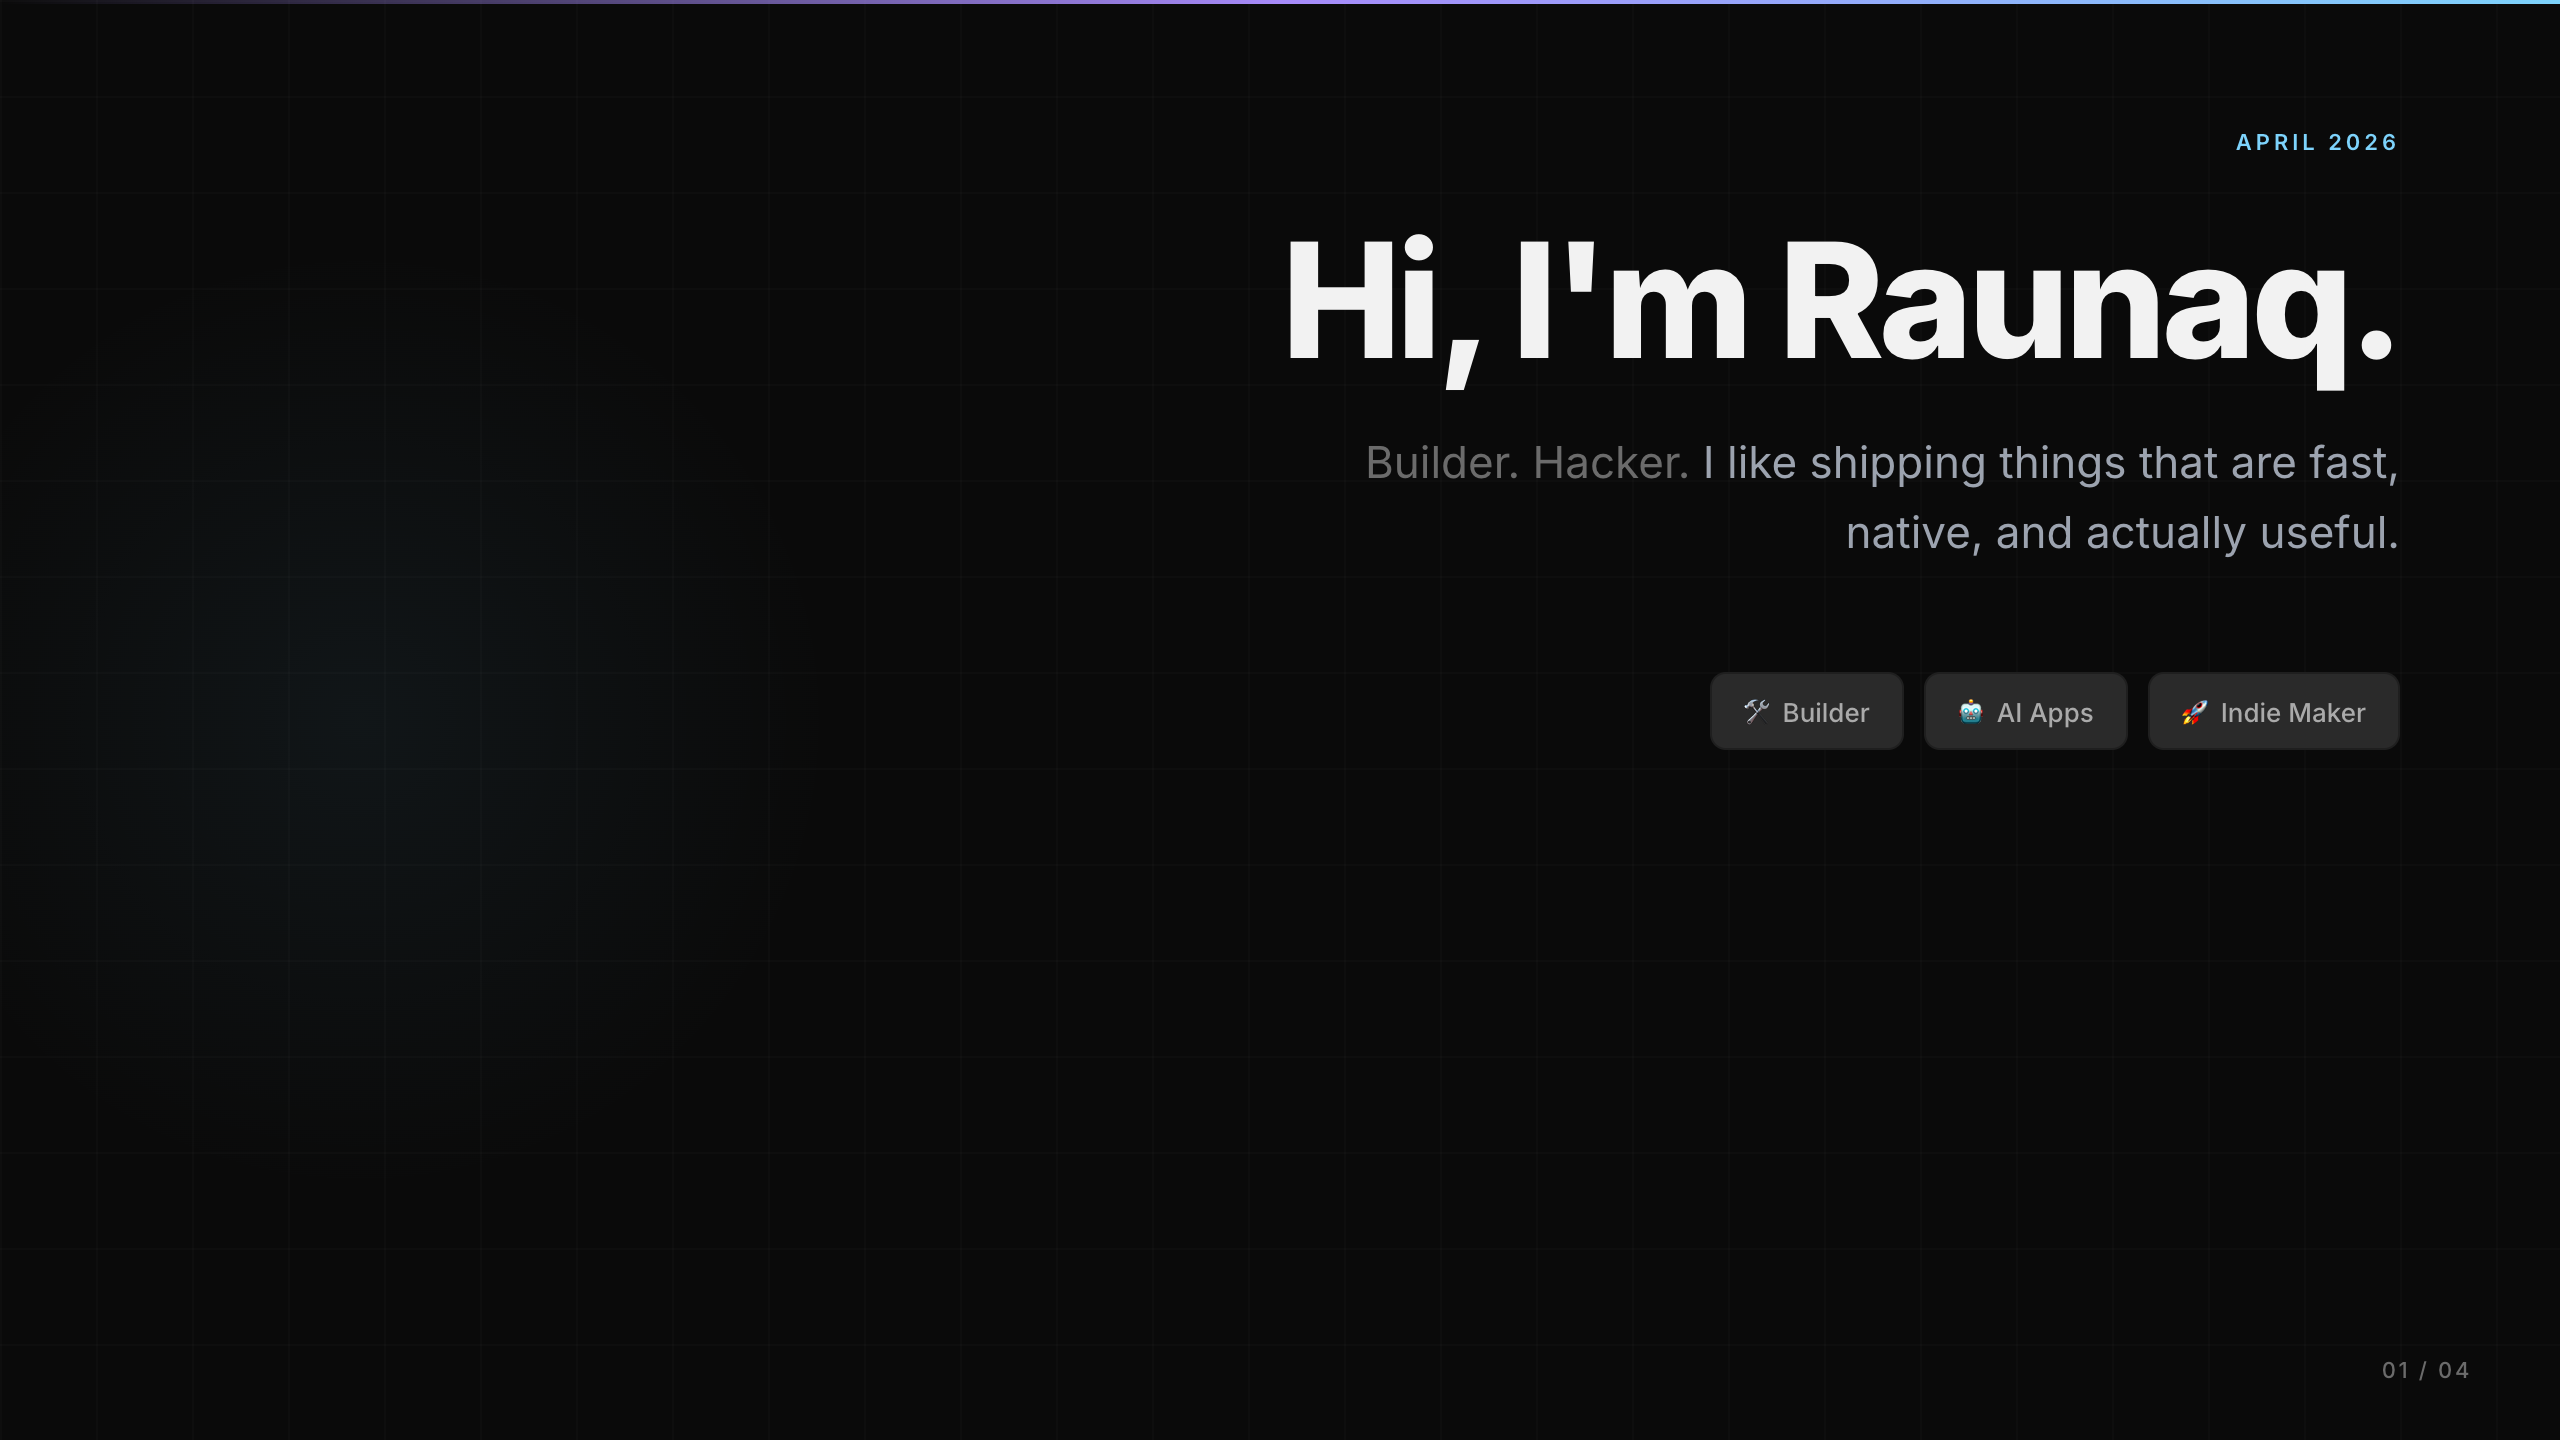 APRIL 2026
Hi, I'm Raunaq.
Builder. Hacker. I like shipping things that are fast,
native, and actually useful.
🛠 Builder
🤖 AI Apps
🚀 Indie Maker
01 / 04